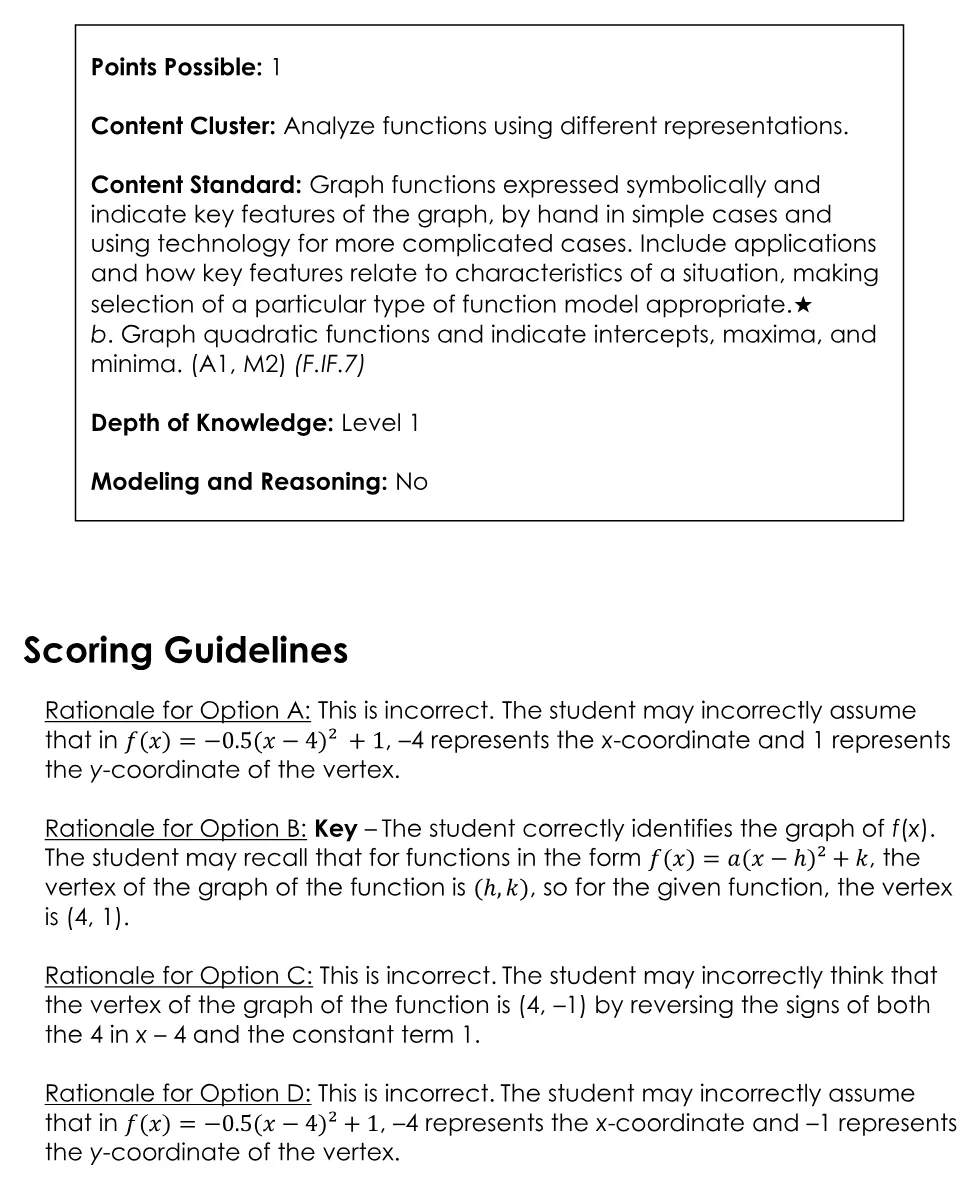 Points Possible: 1
Content Cluster: Analyze functions using different representations.
Content Standard: Graph functions expressed symbolically and
indicate key features of the graph, by hand in simple cases and
using technology for more complicated cases. Include applications
and how key features relate to characteristics of a situation, making
selection of a particular type of function model appropriate.★
b. Graph quadratic functions and indicate intercepts, maxima, and
minima. (A1, M2) (F.IF.7)
Depth of Knowledge: Level 1
Modeling and Reasoning: No
Scoring Guidelines
Rationale for Option A: This is incorrect. The student may incorrectly assume
that in f(x) = −0.5(x − 4)² + 1, –4 represents the x-coordinate and 1 represents
the y-coordinate of the vertex.
Rationale for Option B: Key – The student correctly identifies the graph of f(x).
The student may recall that for functions in the form f(x) = a(x − h)² + k, the
vertex of the graph of the function is (h, k), so for the given function, the vertex
is (4, 1).
Rationale for Option C: This is incorrect. The student may incorrectly think that
the vertex of the graph of the function is (4, –1) by reversing the signs of both
the 4 in x – 4 and the constant term 1.
Rationale for Option D: This is incorrect. The student may incorrectly assume
that in f(x) = −0.5(x − 4)² + 1, –4 represents the x-coordinate and –1 represents
the y-coordinate of the vertex.